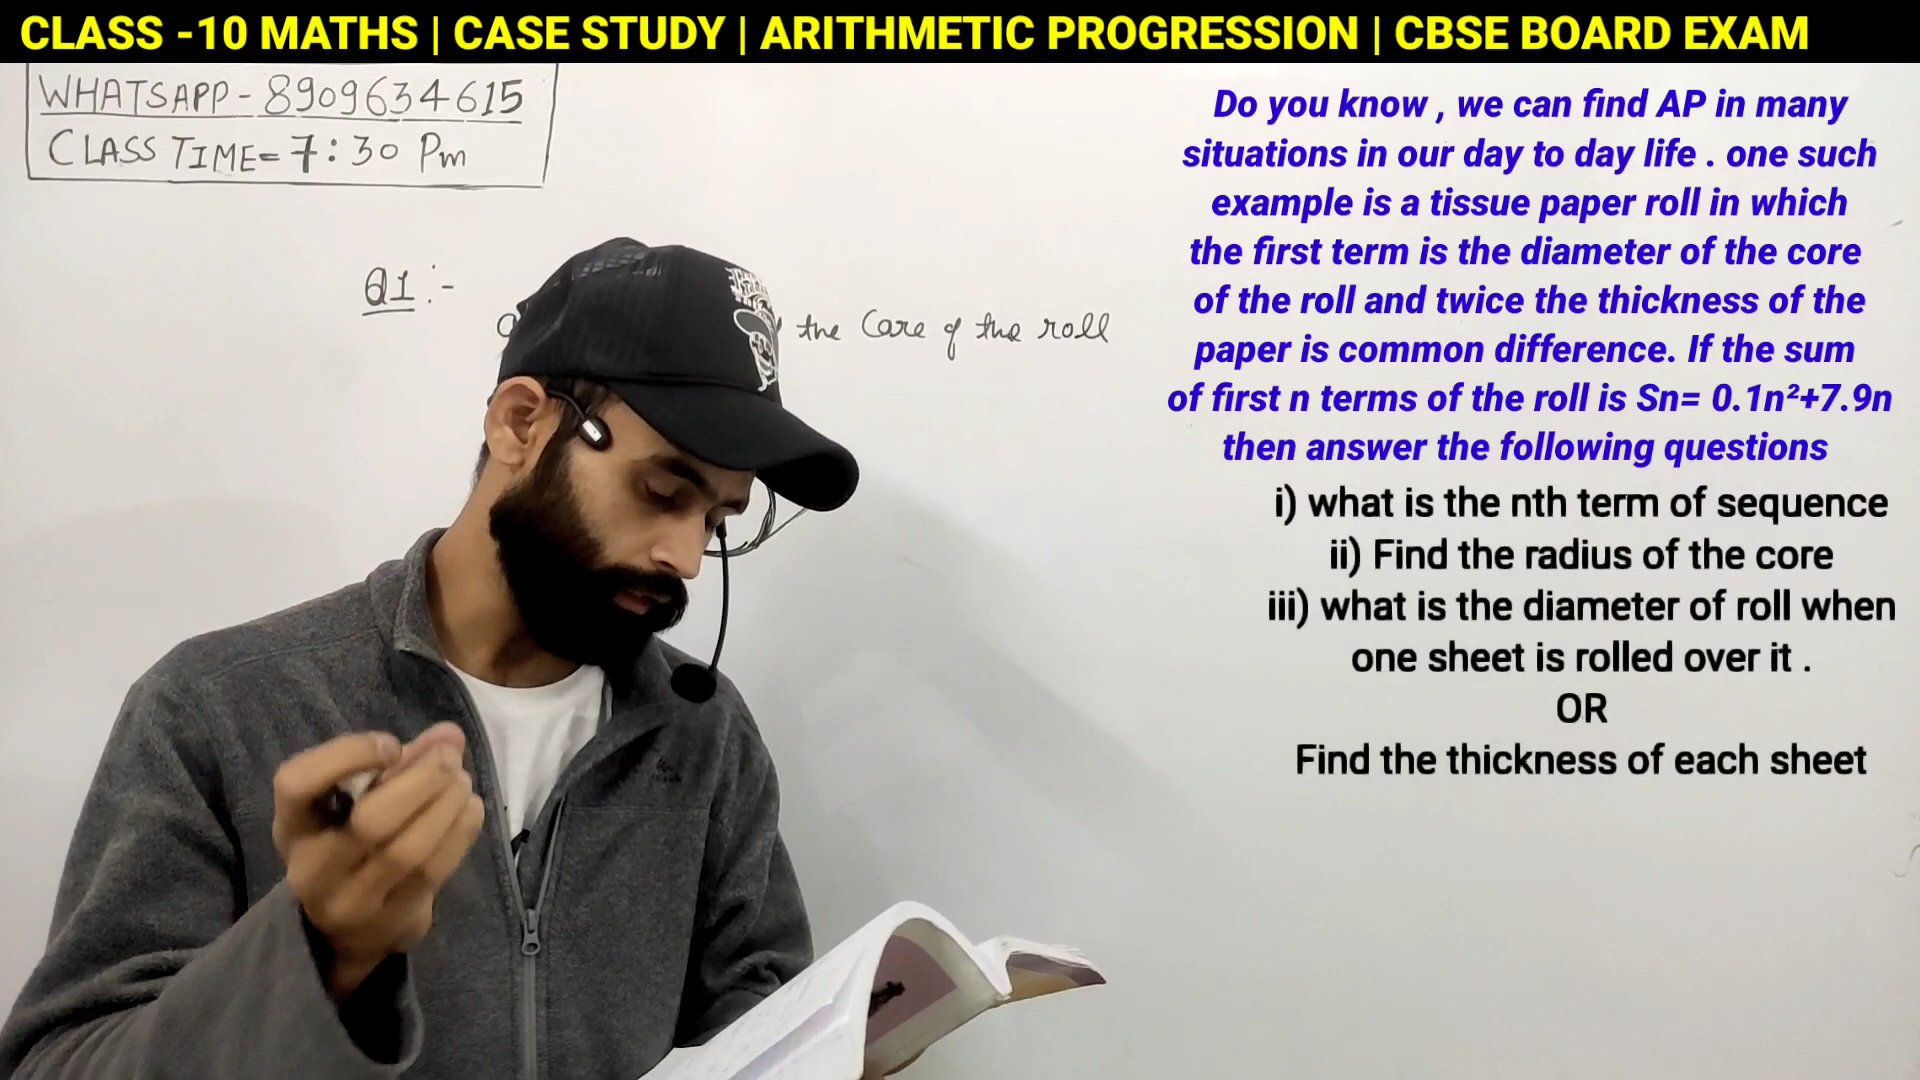 CLASS -10 MATHS | CASE STUDY | ARITHMETIC PROGRESSION | CBSE BOARD EXAM
WHATSAPP - 8909634615
CLASS TIME= 7:30 Pm
Q1 :-
the Core of the roll
Do you know , we can find AP in many
situations in our day to day life . one such
example is a tissue paper roll in which
the first term is the diameter of the core
of the roll and twice the thickness of the
paper is common difference. If the sum
of first n terms of the roll is Sn= 0.1n²+7.9n
then answer the following questions
i) what is the nth term of sequence
ii) Find the radius of the core
iii) what is the diameter of roll when
one sheet is rolled over it .
OR
Find the thickness of each sheet